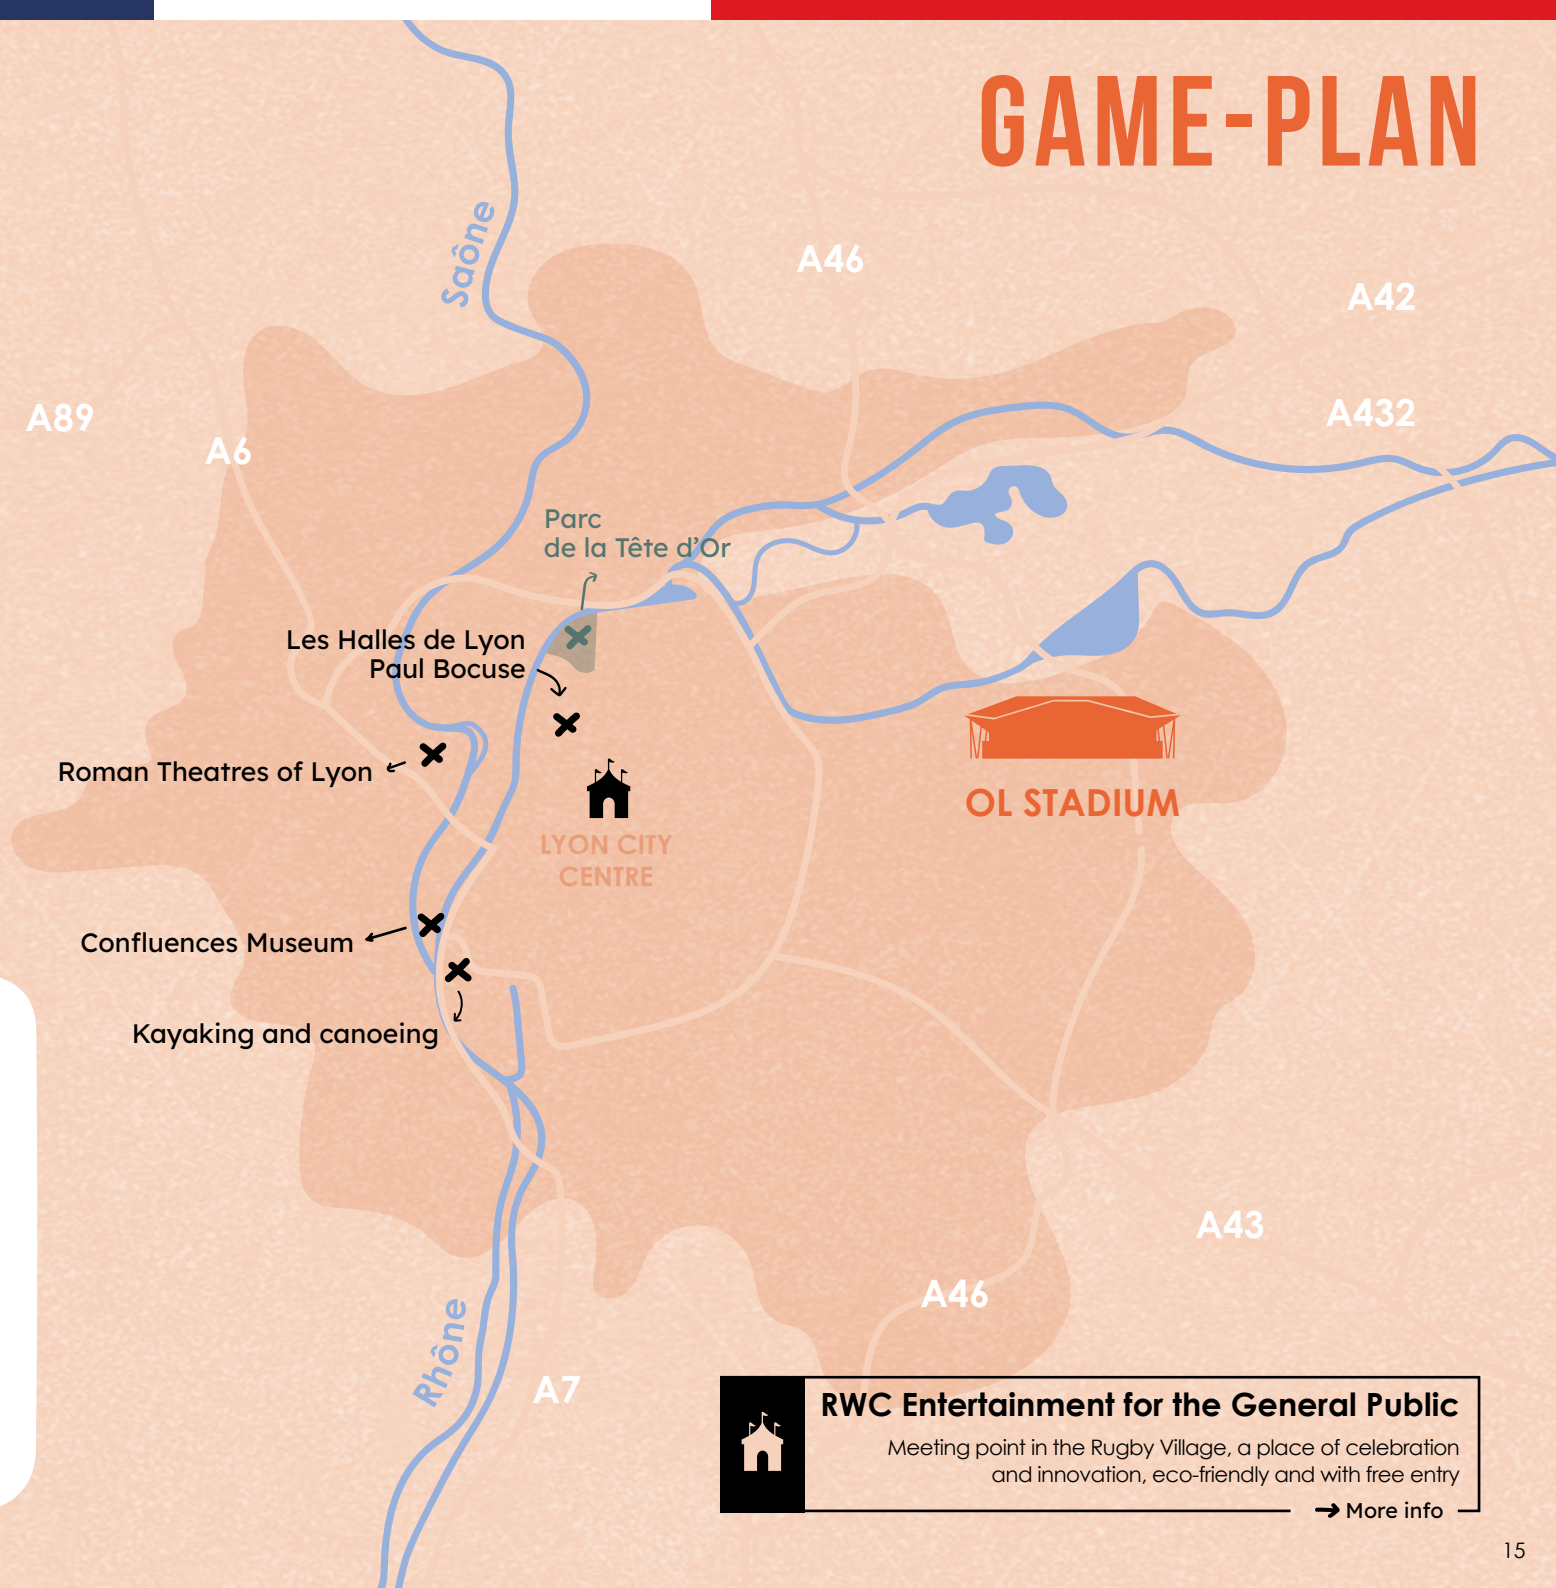 GAME-PLAN
Saône
A46
A42
A89
A6
A432
Parc
de la Tête d’Or
Les Halles de Lyon
Paul Bocuse
Roman Theatres of Lyon
OL STADIUM
LYON CITY
CENTRE
Confluences Museum
Kayaking and canoeing
A43
A46
Rhône
A7
RWC Entertainment for the General Public
Meeting point in the Rugby Village, a place of celebration
and innovation, eco-friendly and with free entry
More info
15